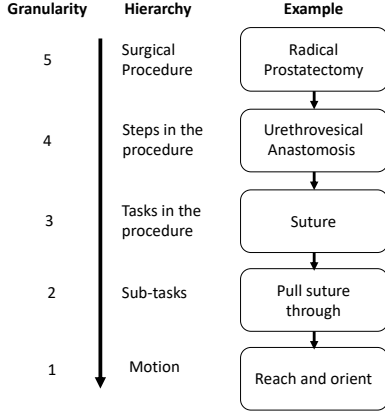 Granularity Hierarchy Example
5 Surgical Procedure Radical Prostatectomy
4 Steps in the procedure Urethrovesical Anastomosis
3 Tasks in the procedure Suture
2 Sub-tasks Pull suture through
1 Motion Reach and orient